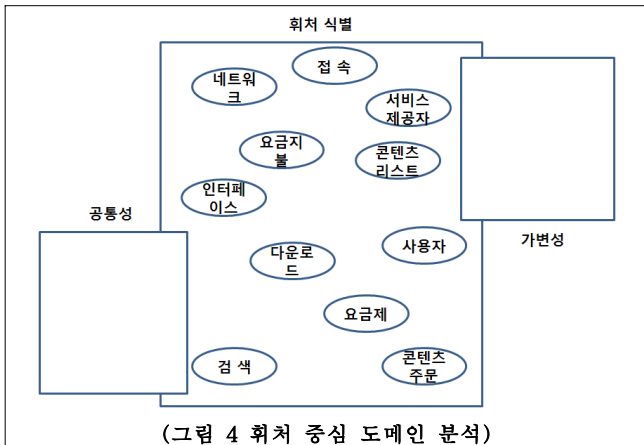 휘처 식별
접 속
네트워
크
서비스
제공자
요금지
불
콘텐츠
리스트
인터페
이스
공통성
사용자
가변성
다운로
드
요금제
검 색
콘텐츠
주문
(그림 4 휘처 중심 도메인 분석)